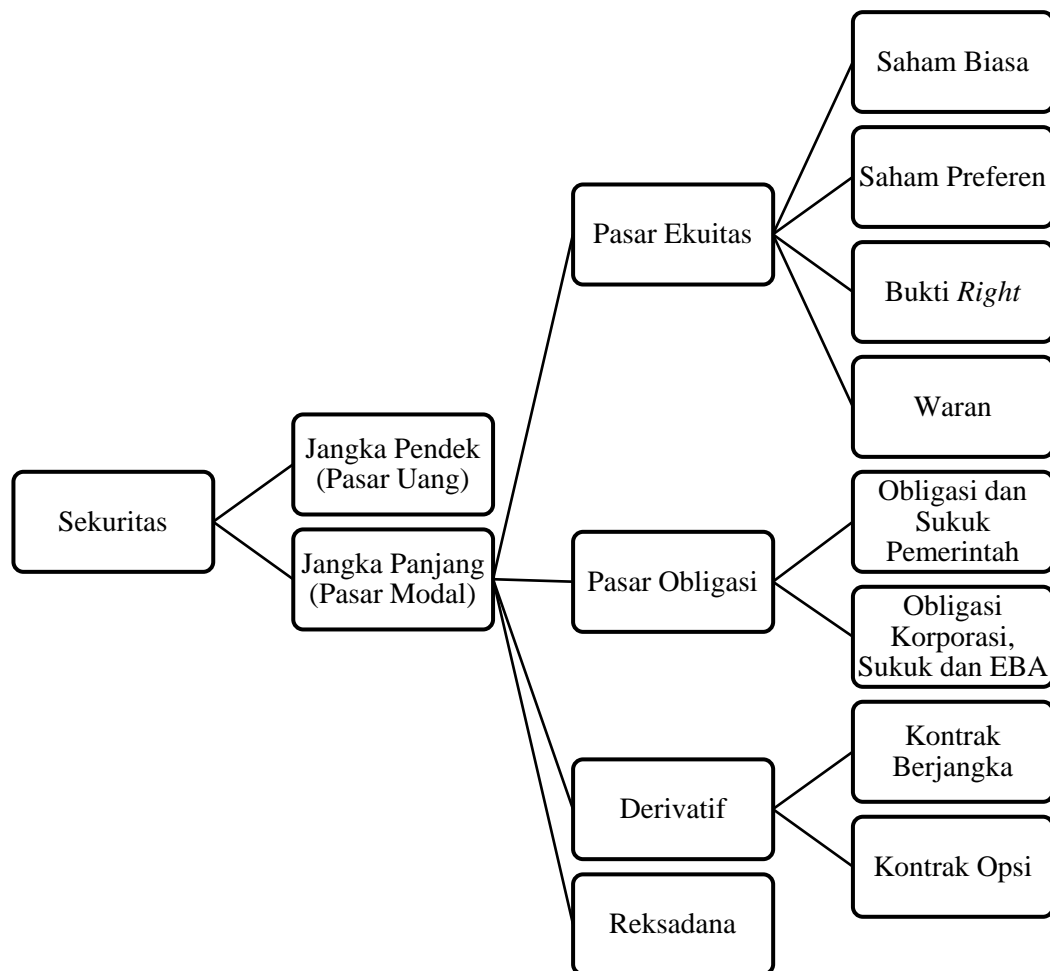 Sekuritas
Jangka Pendek
(Pasar Uang)
Jangka Panjang
(Pasar Modal)
Pasar Ekuitas
Saham Biasa
Saham Preferen
Bukti Right
Waran
Pasar Obligasi
Obligasi dan
Sukuk
Pemerintah
Obligasi
Korporasi,
Sukuk dan EBA
Derivatif
Kontrak
Berjangka
Kontrak Opsi
Reksadana